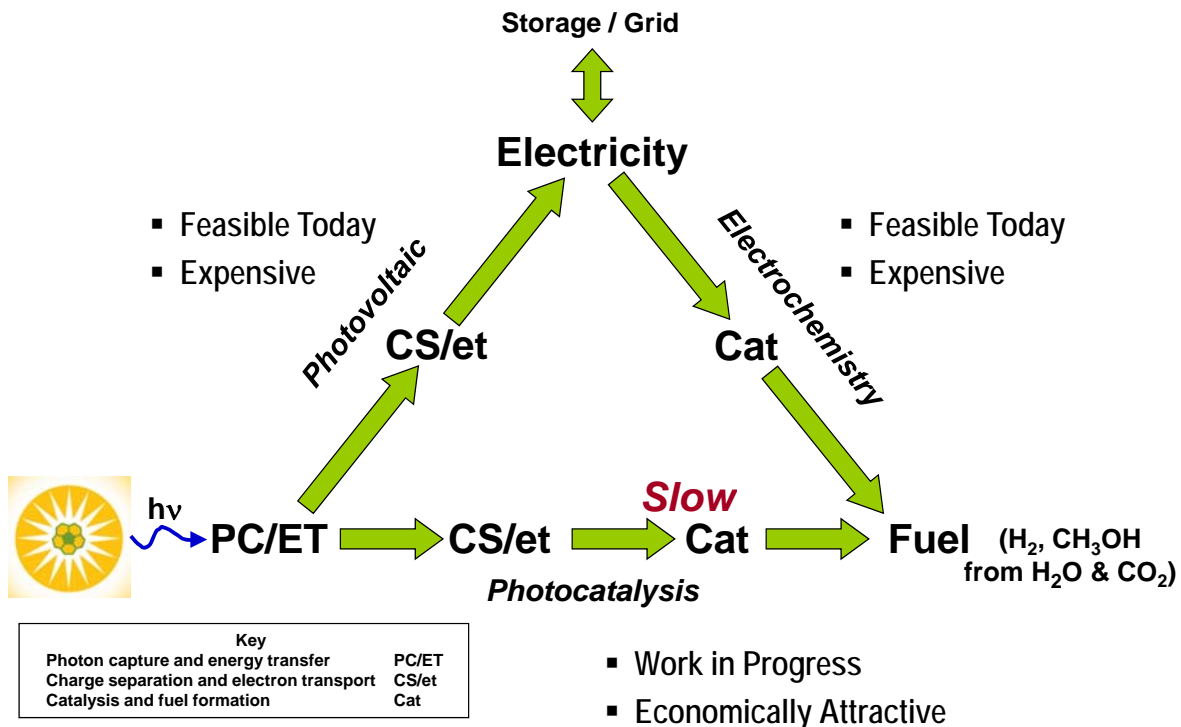 Storage / Grid
Electricity
▪ Feasible Today
▪ Expensive
Photovoltaic
Electrochemistry
▪ Feasible Today
▪ Expensive
CS/et
Cat
hν
PC/ET
CS/et
Slow
Cat
Fuel
(H₂, CH₃OH
from H₂O & CO₂)
Photocatalysis
Key
Photon capture and energy transfer PC/ET
Charge separation and electron transport CS/et
Catalysis and fuel formation Cat
▪ Work in Progress
▪ Economically Attractive